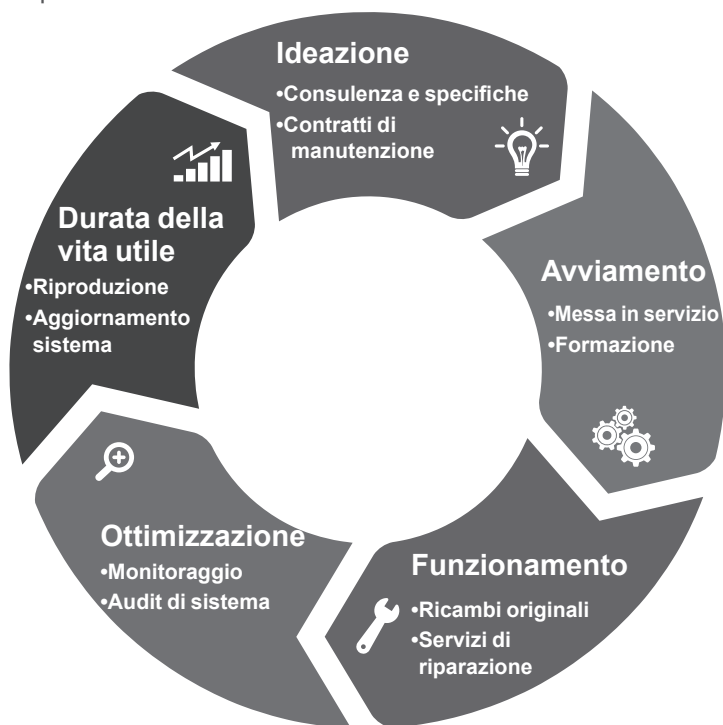 Ideazione
•Consulenza e specifiche
•Contratti di
manutenzione
Avviamento
•Messa in servizio
•Formazione
Funzionamento
•Ricambi originali
•Servizi di
riparazione
Ottimizzazione
•Monitoraggio
•Audit di sistema
Durata della
vita utile
•Riproduzione
•Aggiornamento
sistema